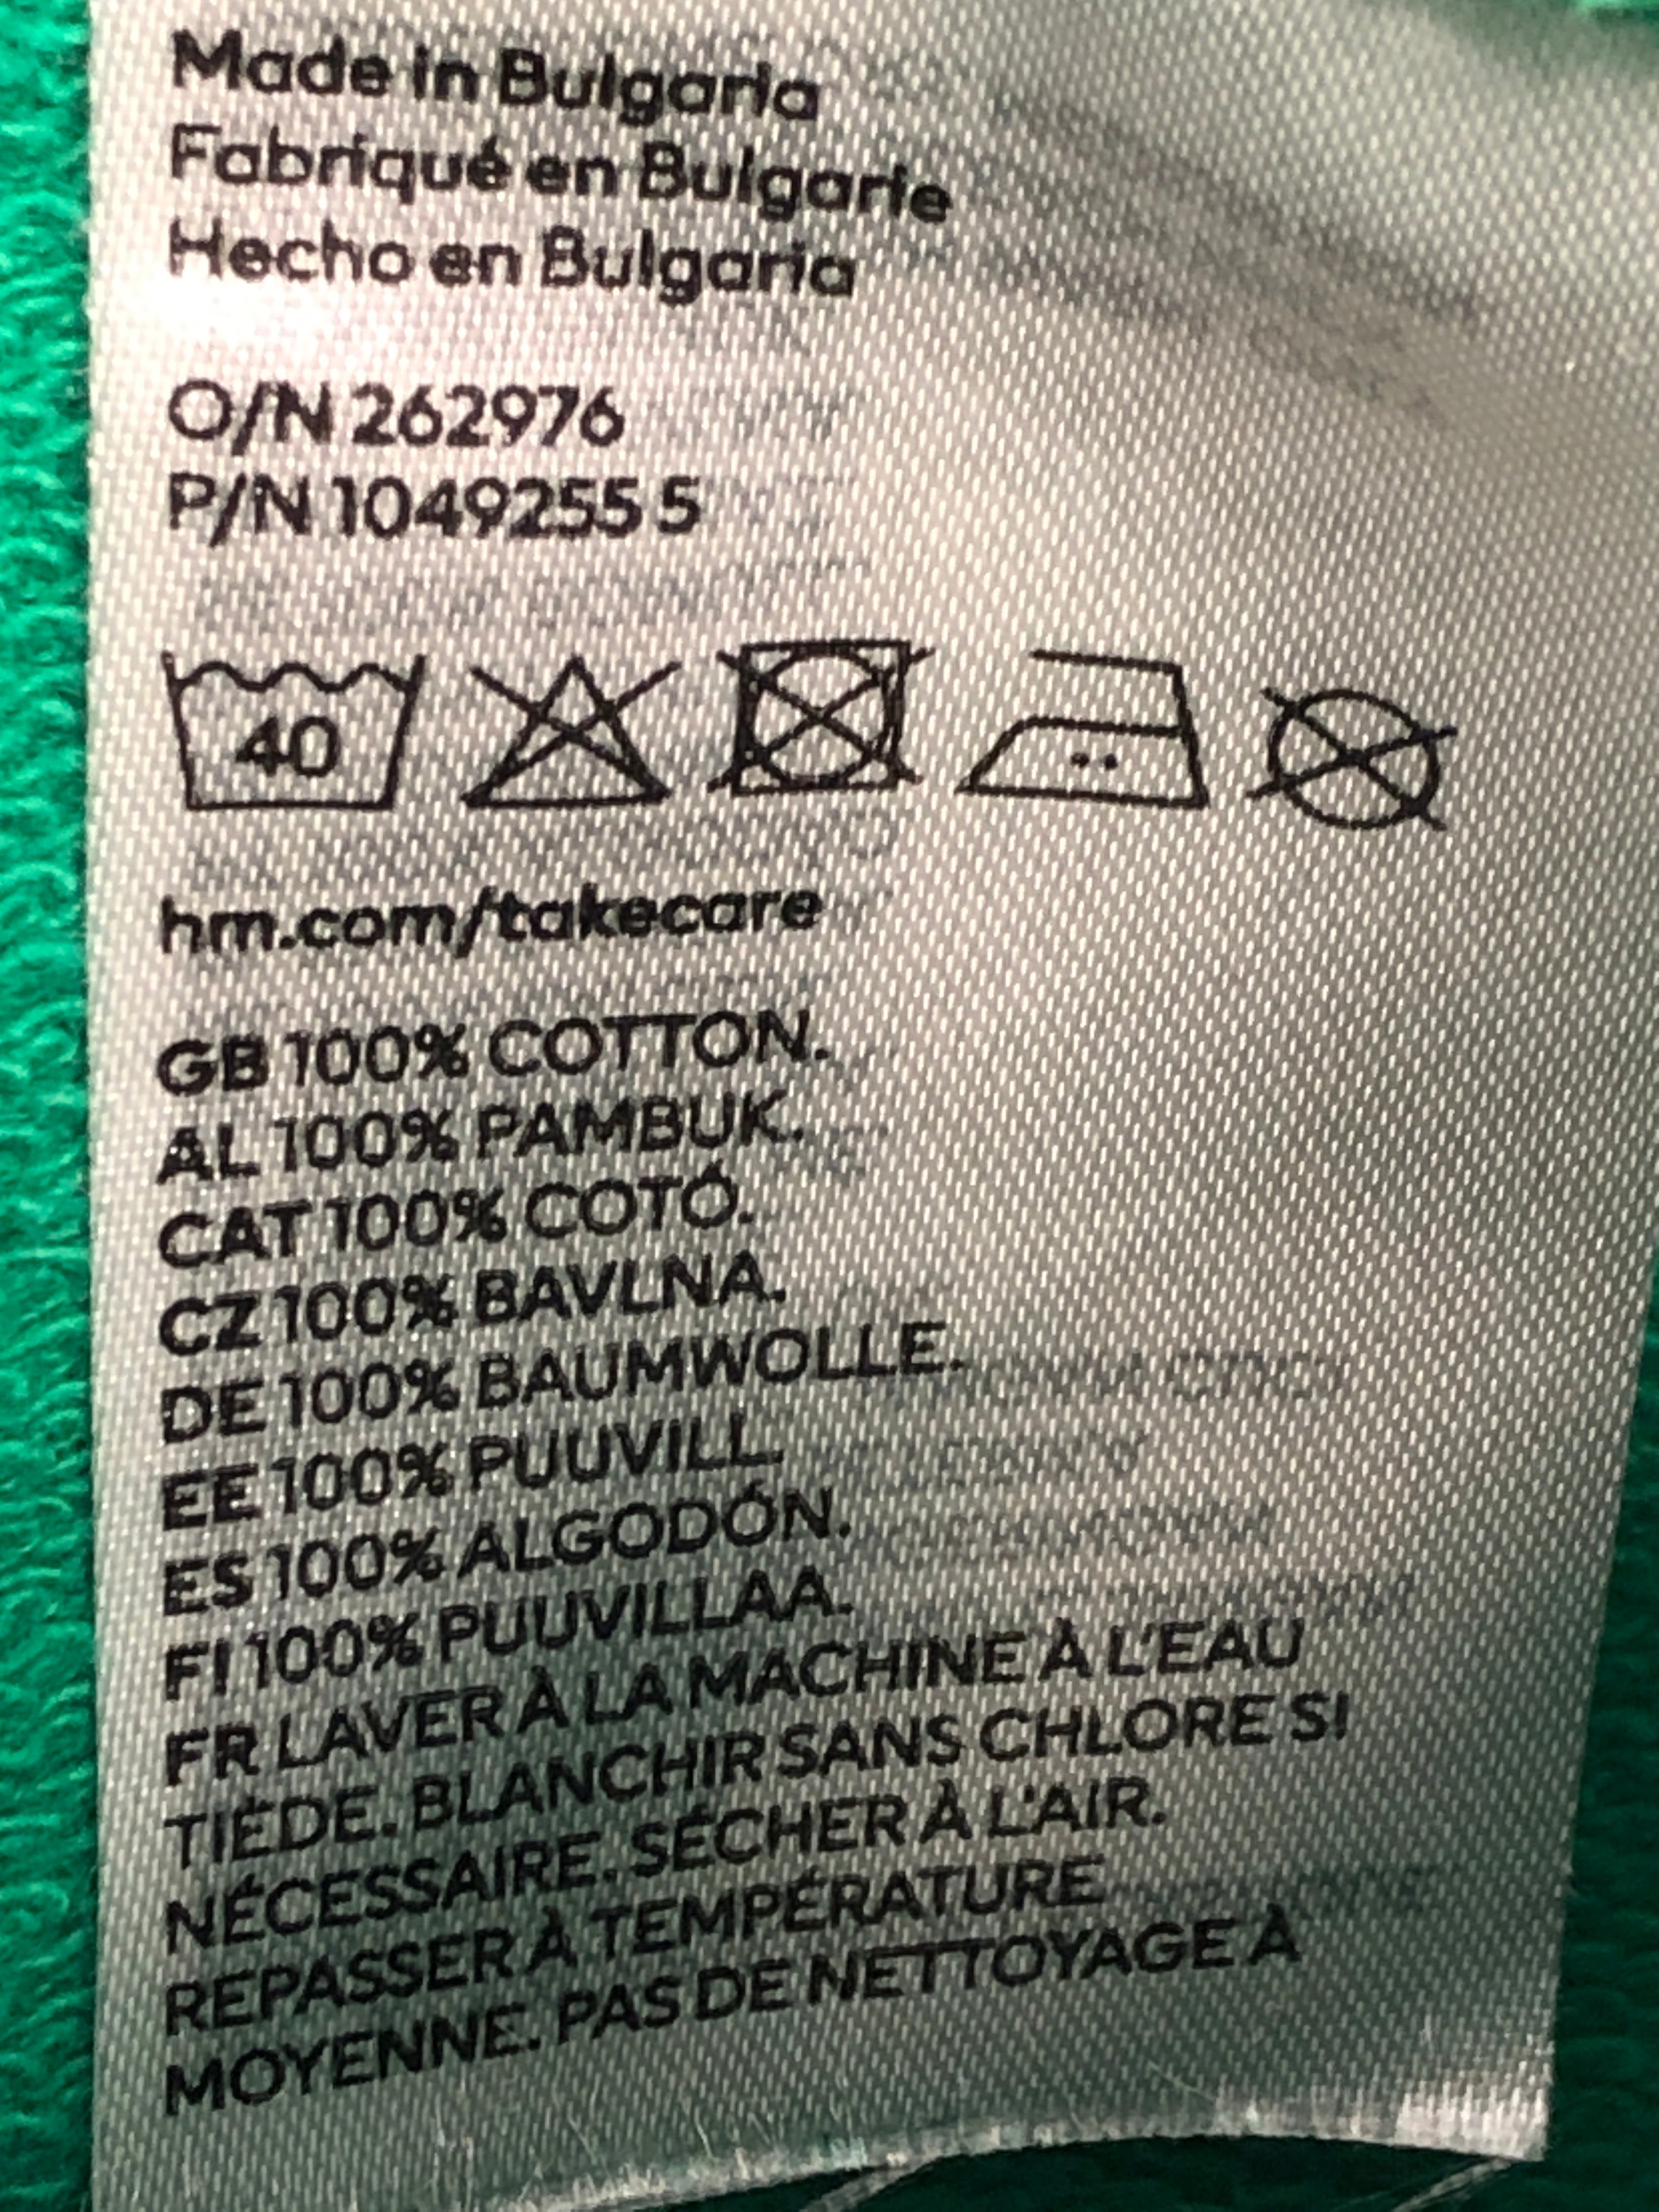 Made in Bulgaria
Fabriqué en Bulgarie
Hecho en Bulgaria
O/N 262976
P/N 10492555
40
hm.com/takecare
GB 100% COTTON.
AL 100% PAMBUK.
CAT 100% COTÓ.
CZ 100% BAVLNA.
DE 100% BAUMWOLLE.
EE 100% PUUVILL.
ES 100% ALGODÓN.
FI 100% PUUVILLAA.
FR LAVER À LA MACHINE À L'EAU
TIÈDE. BLANCHIR SANS CHLORE SI
NÉCESSAIRE. SÉCHER À L'AIR.
REPASSER À TEMPÉRATURE
MOYENNE. PAS DE NETTOYAGE À